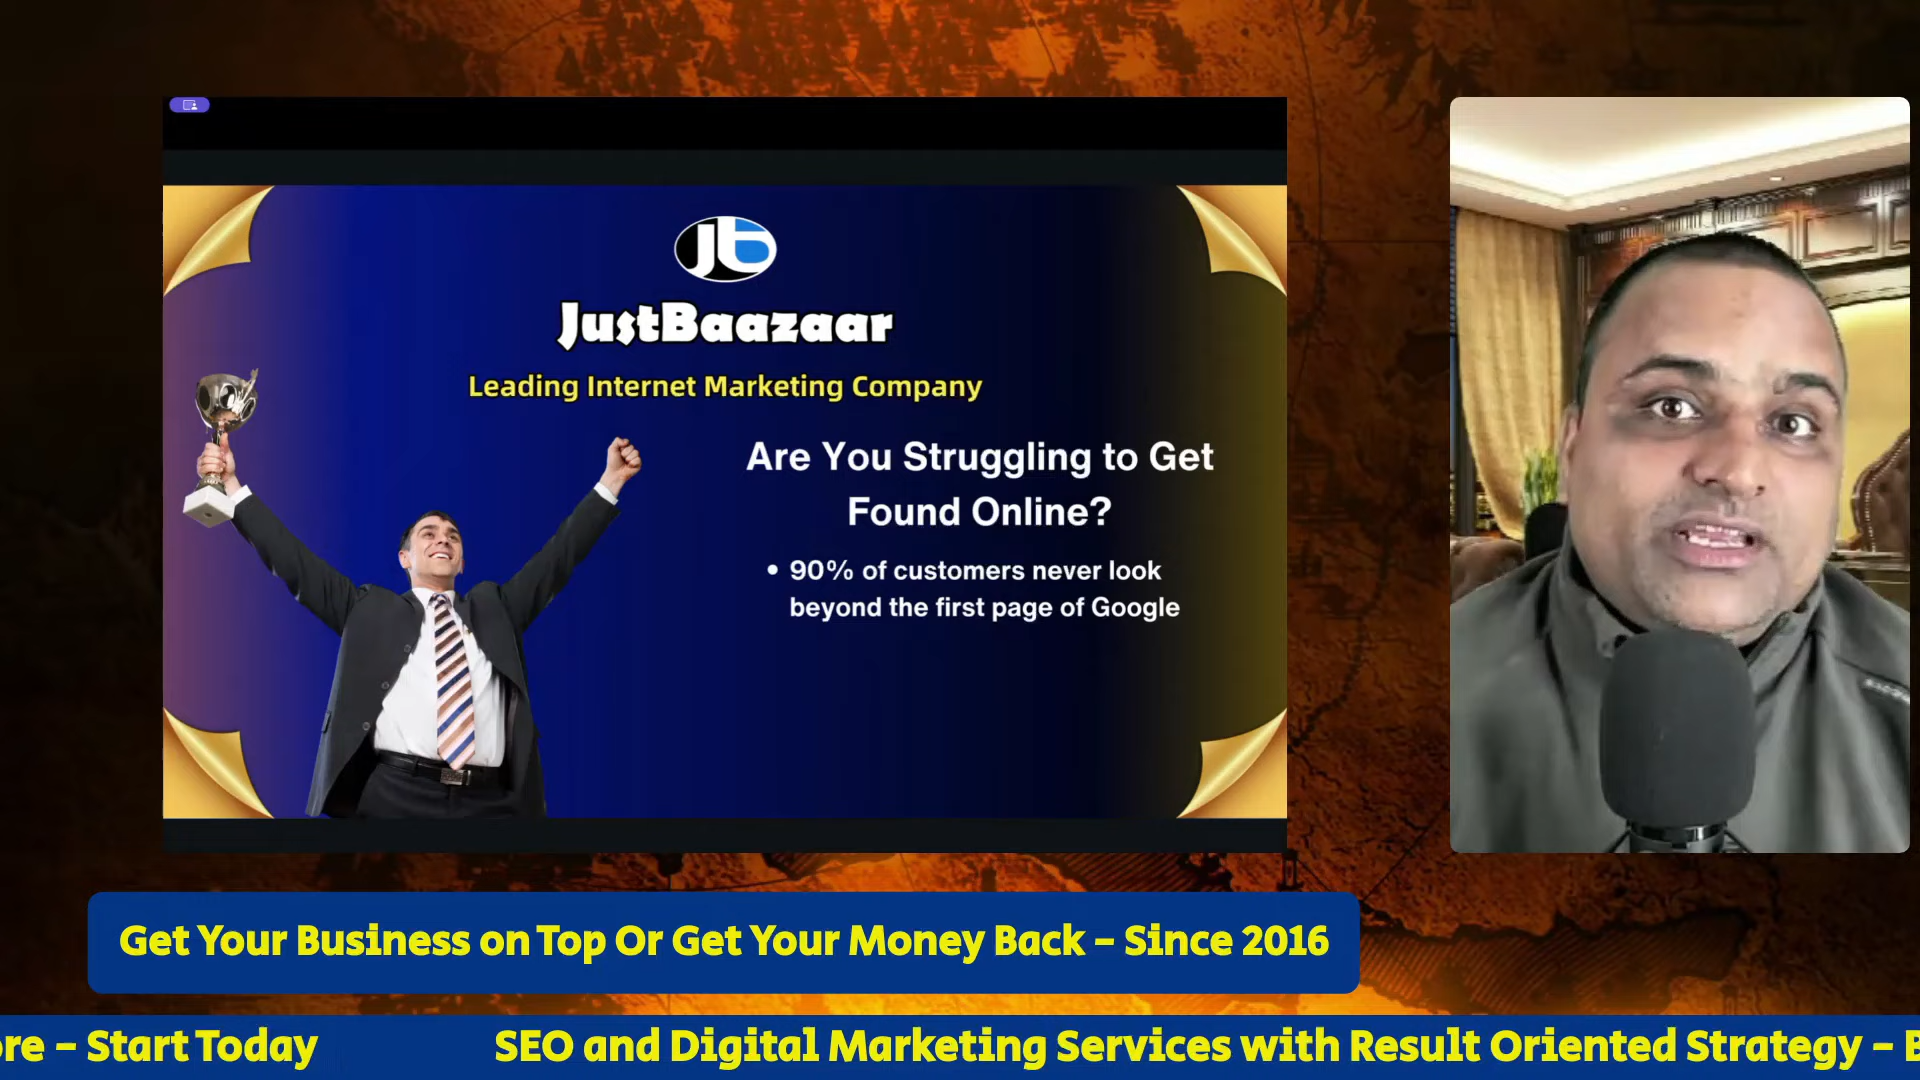 Jb
JustBaazaar
Leading Internet Marketing Company
Are You Struggling to Get
Found Online?
• 90% of customers never look
beyond the first page of Google
Get Your Business on Top Or Get Your Money Back – Since 2016
re – Start Today
SEO and Digital Marketing Services with Result Oriented Strategy –